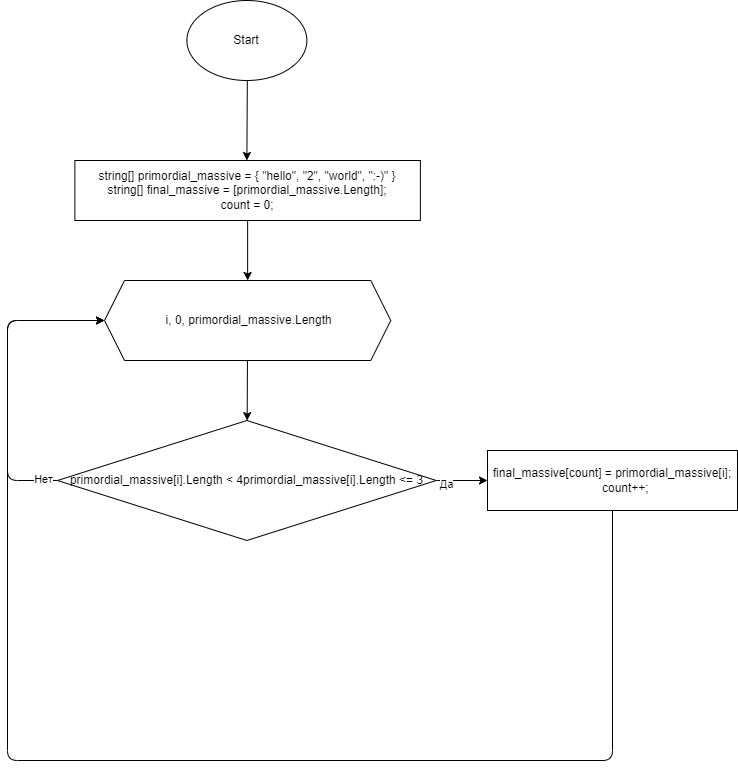 Start
string[] primordial_massive = { "hello", "2", "world", ":-)" }
string[] final_massive = [primordial_massive.Length];
count = 0;
i, 0, primordial_massive.Length
Нет
primordial_massive[i].Length < 4primordial_massive[i].Length <= 3
Да
final_massive[count] = primordial_massive[i];
count++;